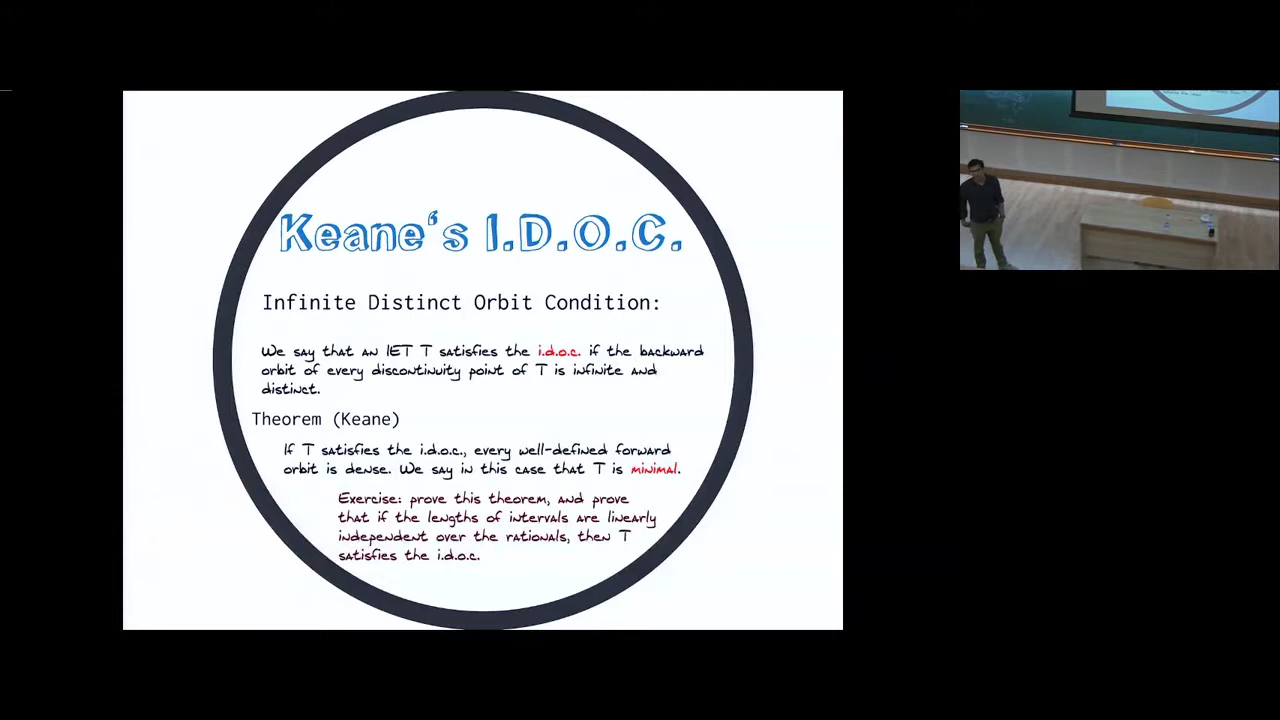 Keane's I.D.O.C.
Infinite Distinct Orbit Condition:
We say that an IET T satisfies the i.d.o.c. if the backward
orbit of every discontinuity point of T is infinite and
distinct.
Theorem (Keane)
If T satisfies the i.d.o.c., every well-defined forward
orbit is dense. We say in this case that T is minimal.
Exercise: prove this theorem, and prove
that if the lengths of intervals are linearly
independent over the rationals, then T
satisfies the i.d.o.c.